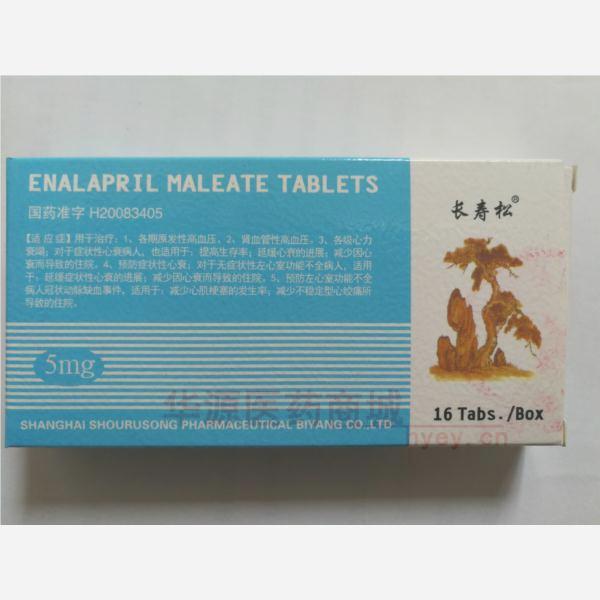 ENALAPRIL MALEATE TABLETS
国药准字 H20083405
【适 应 症】用于治疗：1、各期原发性高血压。2、肾血管性高血压。3、各级心力
衰竭；对于症状性心衰病人，也适用于：提高生存率；延缓心衰的进展；减少因心
衰而导致的住院。4、预防症状性心衰；对于无症状性左心室功能不全病人，适用
于：延缓症状性心衰的进展；减少因心衰而导致的住院。5、预防左心室功能不全
病人冠状动脉缺血事件，适用于：减少心肌梗塞的发生率；减少不稳定型心绞痛所
导致的住院。
5mg
SHANGHAI SHOURUSONG PHARMACEUTICAL BIYANG CO.,LTD
长寿松®
16 Tabs./Box
华源医药商城
nyey.cn